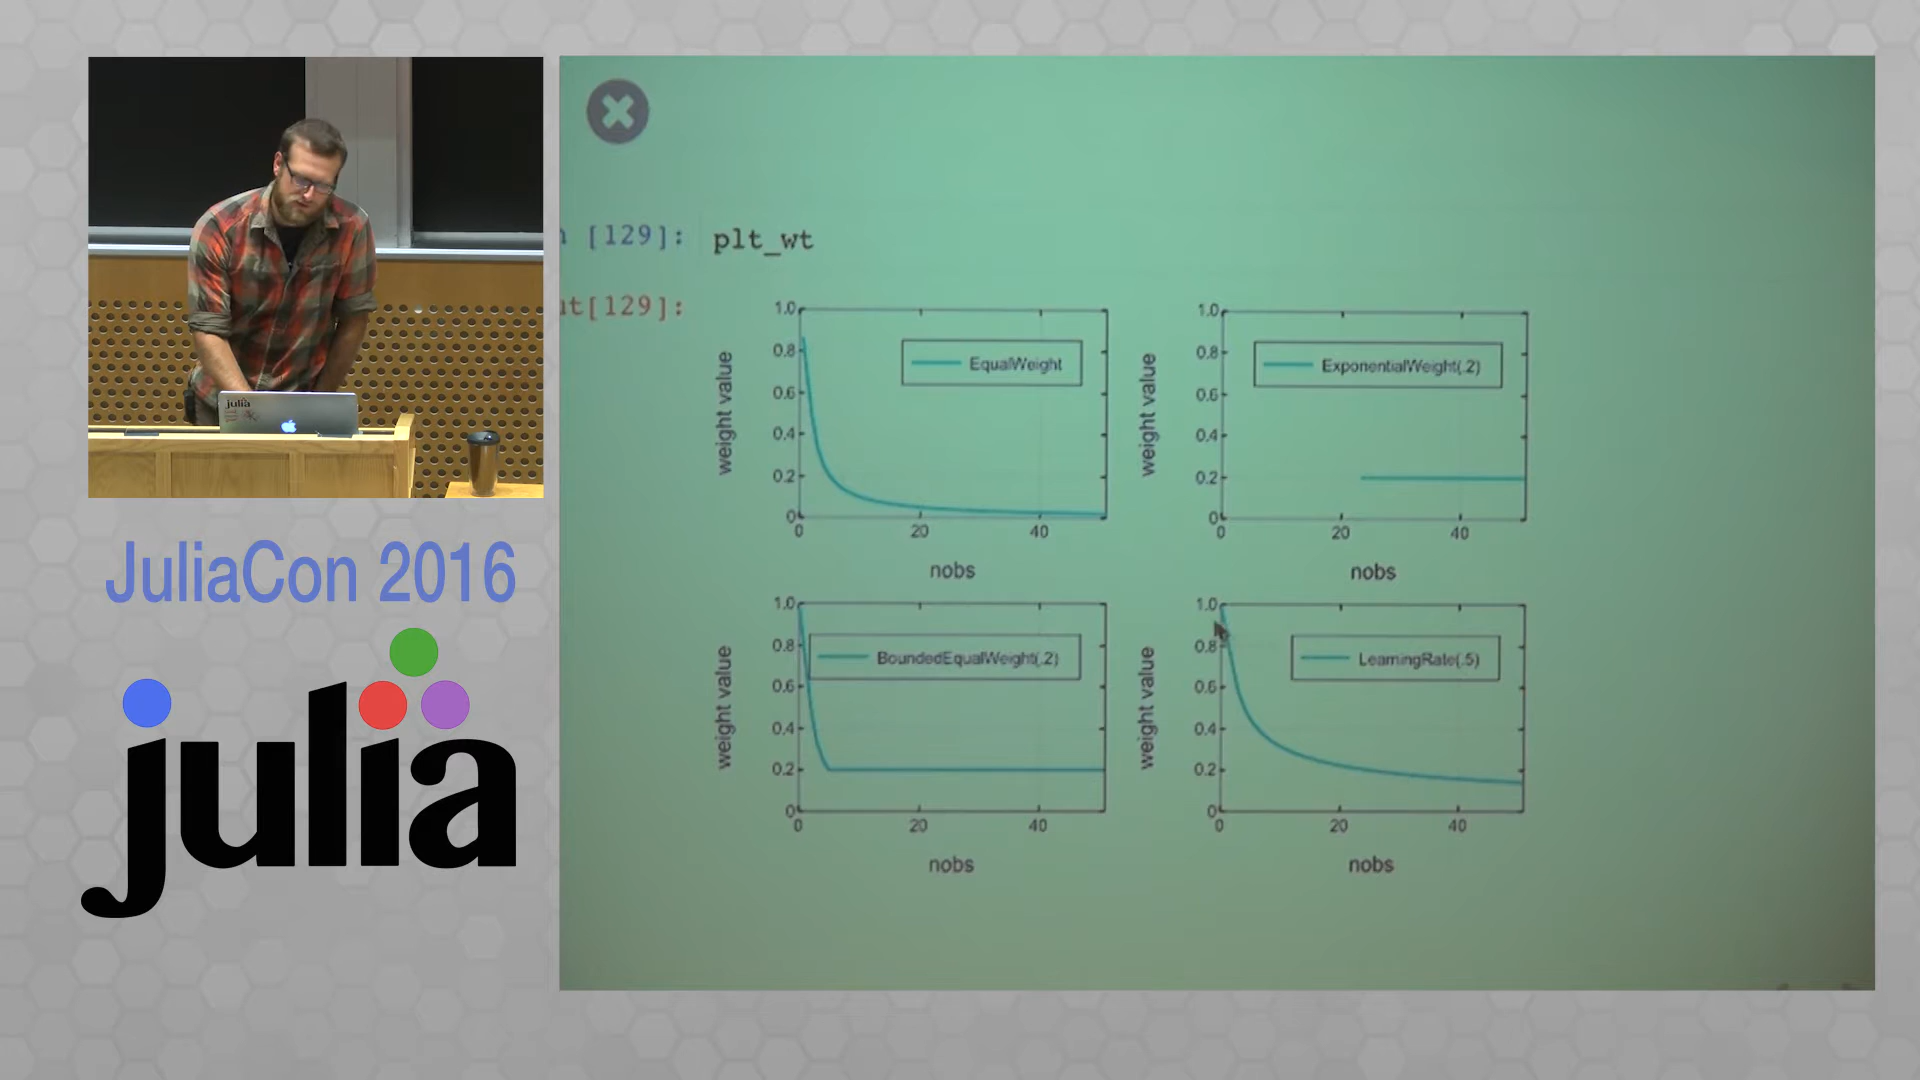 n [129]: plt_wt
ut[129]:
1.0
0.8
0.6
0.4
0.2
0
0 20 40
weight value
nobs
EqualWeight
1.0
0.8
0.6
0.4
0.2
0
0 20 40
weight value
nobs
ExponentialWeight(.2)
1.0
0.8
0.6
0.4
0.2
0
0 20 40
weight value
nobs
BoundedEqualWeight(.2)
1.0
0.8
0.6
0.4
0.2
0
0 20 40
weight value
nobs
LearningRate(.5)
julia
JuliaCon 2016
julia